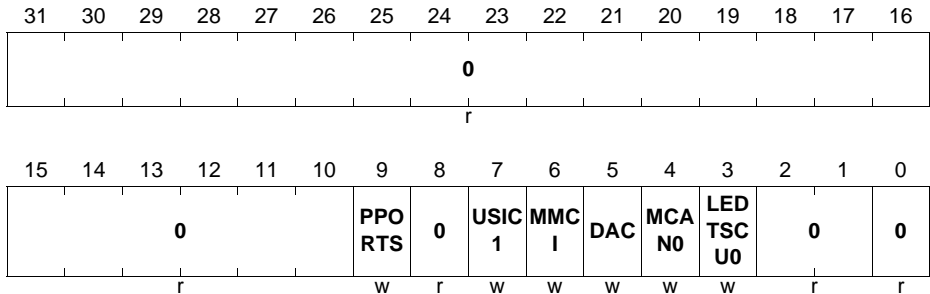 31 30 29 28 27 26 25 24 23 22 21 20 19 18 17 16
0
r
15 14 13 12 11 10 9 8 7 6 5 4 3 2 1 0
0 PPO RTS 0 USIC 1 MMC I DAC MCA N0 LED TSC U0 0 0
r w r w w w w w r r